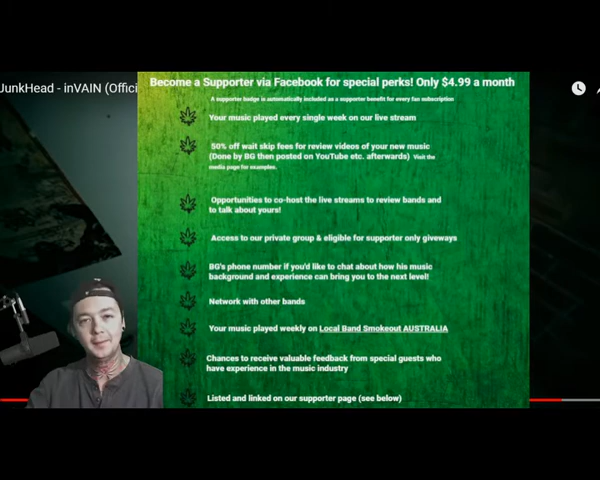 JunkHead - inVAIN (Offici
Become a Supporter via Facebook for special perks! Only $4.99 a month
A supporter badge is automatically included as a supporter benefit for every fan subscription
Your music played every single week on our live stream
50% off wait skip fees for review videos of your new music
(Done by BG then posted on YouTube etc. afterwards) Visit the
media page for examples.
Opportunities to co-host the live streams to review bands and
to talk about yours!
Access to our private group & eligible for supporter only giveways
BG's phone number if you'd like to chat about how his music
background and experience can bring you to the next level!
Network with other bands
Your music played weekly on Local Band Smokeout AUSTRALIA
Chances to receive valuable feedback from special guests who
have experience in the music industry
Listed and linked on our supporter page (see below)